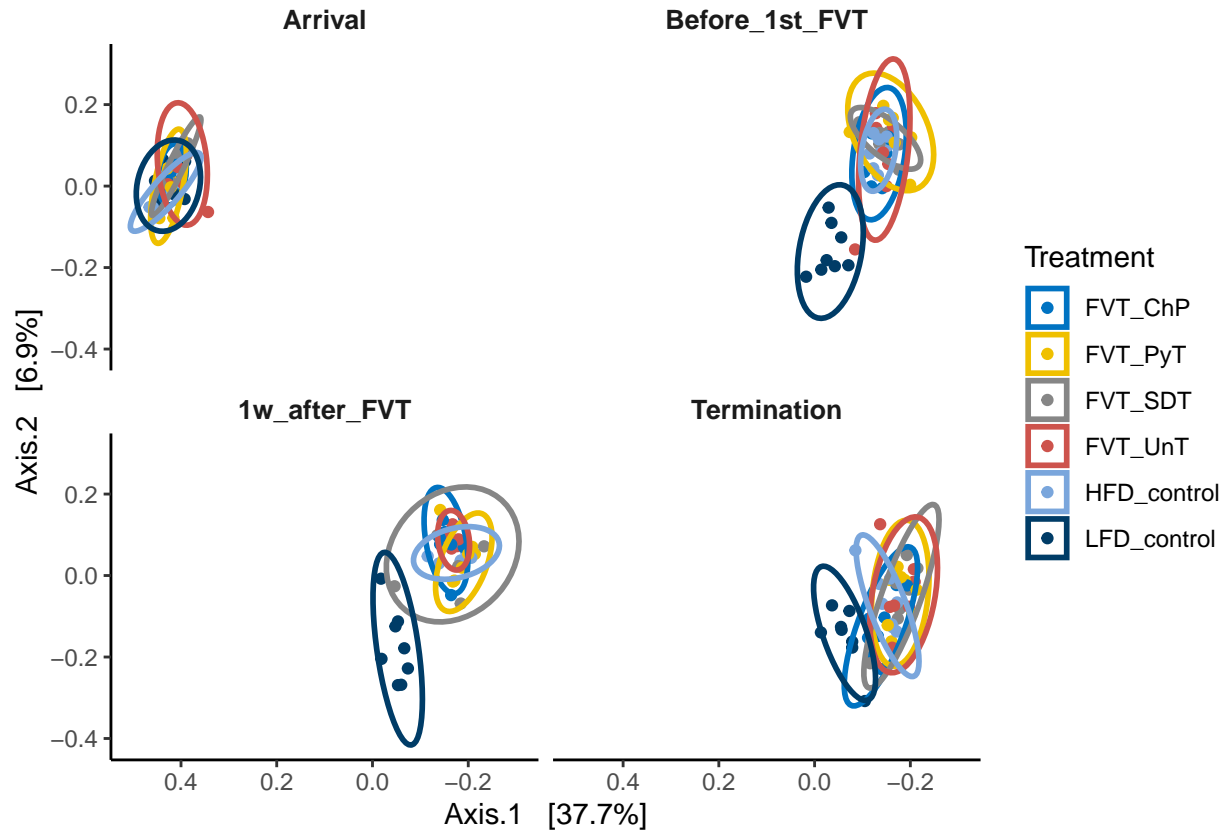 Arrival
Before_1st_FVT
0.2
0.0
−0.2
−0.4
1w_after_FVT
Termination
0.2
0.0
−0.2
−0.4
Axis.2 [6.9%]
0.4
0.0
−0.2
0.4
0.2
0.0
−0.2
Axis.1 [37.7%]
Treatment
FVT_ChP
FVT_PyT
FVT_SDT
FVT_UnT
HFD_control
LFD_control